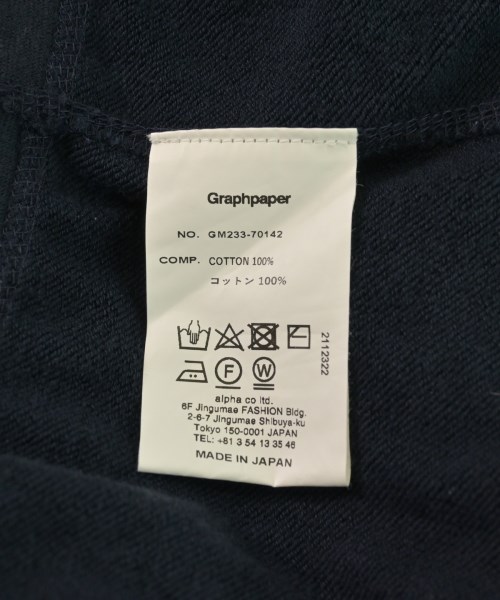 Graphpaper
NO. GM233-70142
COMP. COTTON 100%
コットン 100%
2112322
F
W
alpha co ltd.
6F Jingumae FASHION Bldg.
2-6-7 Jingumae Shibuya-ku
Tokyo 150-0001 JAPAN
TEL: +81 3 54 13 35 46
MADE IN JAPAN